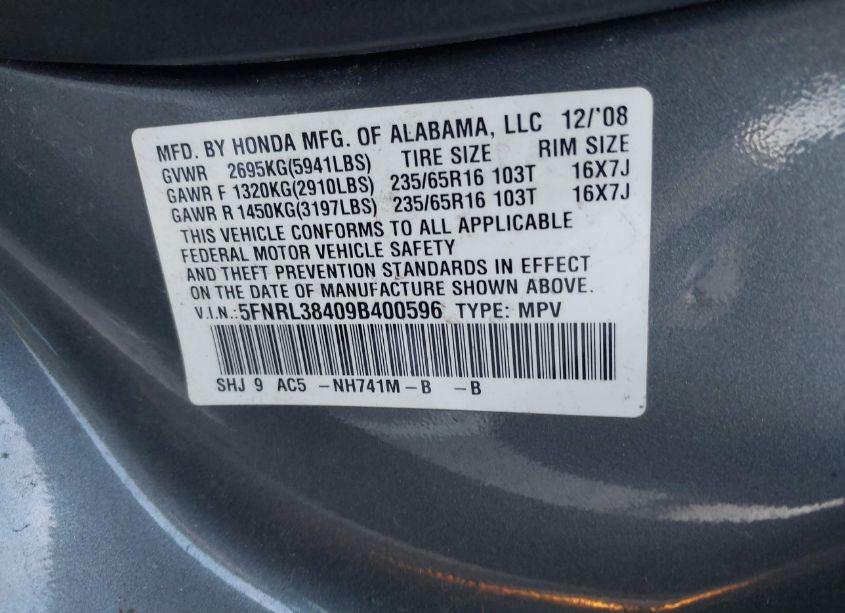 MFD. BY HONDA MFG. OF ALABAMA, LLC 12/'08
GVWR 2695KG(5941LBS) TIRE SIZE RIM SIZE
GAWR F 1320KG(2910LBS) 235/65R16 103T 16X7J
GAWR R 1450KG(3197LBS) 235/65R16 103T 16X7J
THIS VEHICLE CONFORMS TO ALL APPLICABLE
FEDERAL MOTOR VEHICLE SAFETY
AND THEFT PREVENTION STANDARDS IN EFFECT
ON THE DATE OF MANUFACTURE SHOWN ABOVE.
V.I.N.:5FNRL38409B400596 TYPE: MPV
SHJ 9 AC5 -NH741M-B -B